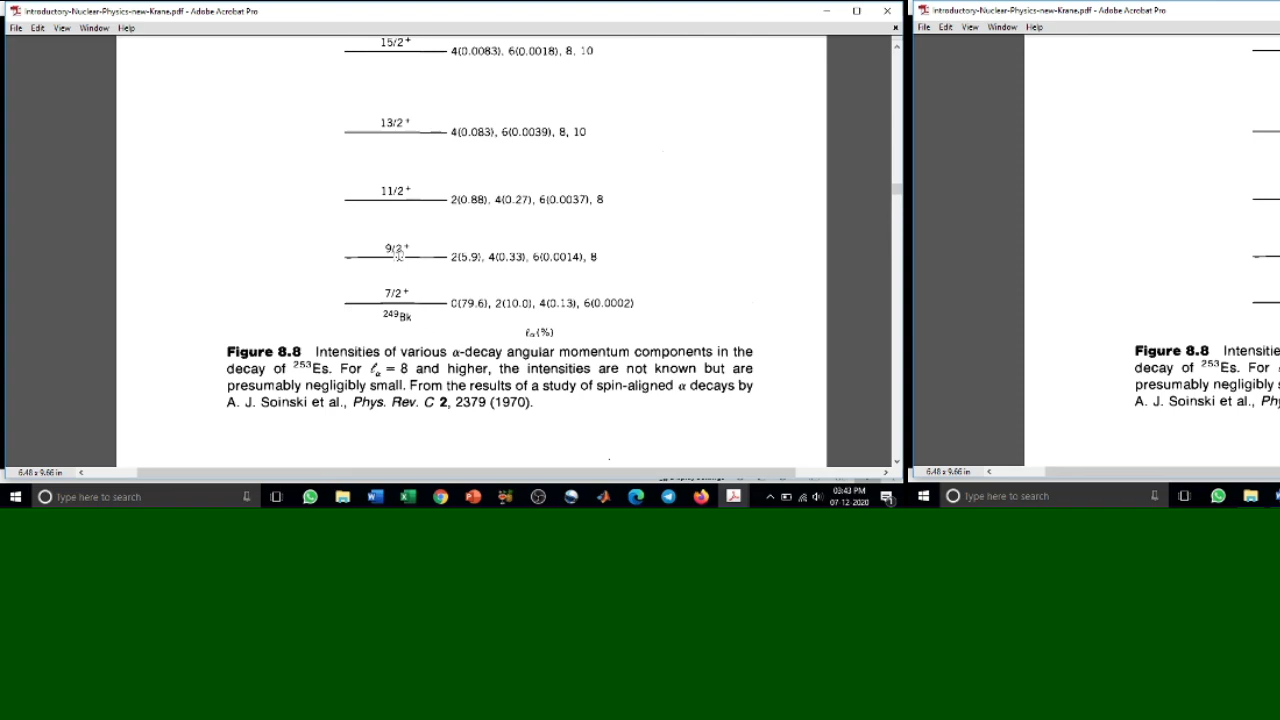 Introductory-Nuclear-Physics-new-Krane.pdf - Adobe Acrobat Pro
File Edit View Window Help
15/2⁺ 4(0.0083), 6(0.0018), 8, 10
13/2⁺ 4(0.083), 6(0.0039), 8, 10
11/2⁺ 2(0.88), 4(0.27), 6(0.0037), 8
9/2⁺ 2(5.9), 4(0.33), 6(0.0014), 8
7/2⁺ 0(79.6), 2(10.0), 4(0.13), 6(0.0002)
²⁴⁹Bk
ℓα(%)
Figure 8.8 Intensities of various α-decay angular momentum components in the
decay of ²⁵³Es. For ℓα = 8 and higher, the intensities are not known but are
presumably negligibly small. From the results of a study of spin-aligned α decays by
A. J. Soinski et al., Phys. Rev. C 2, 2379 (1970).
6.48 x 9.66 in
Type here to search
03:43 PM
07-12-2020
Introductory-Nuclear-Physics-new-Krane.pdf - Adobe Acrobat Pro
File Edit View Window Help
Figure 8.8 Intensitie
decay of ²⁵³Es. For
presumably negligibly
A. J. Soinski et al., Ph
6.48 x 9.66 in
Type here to search